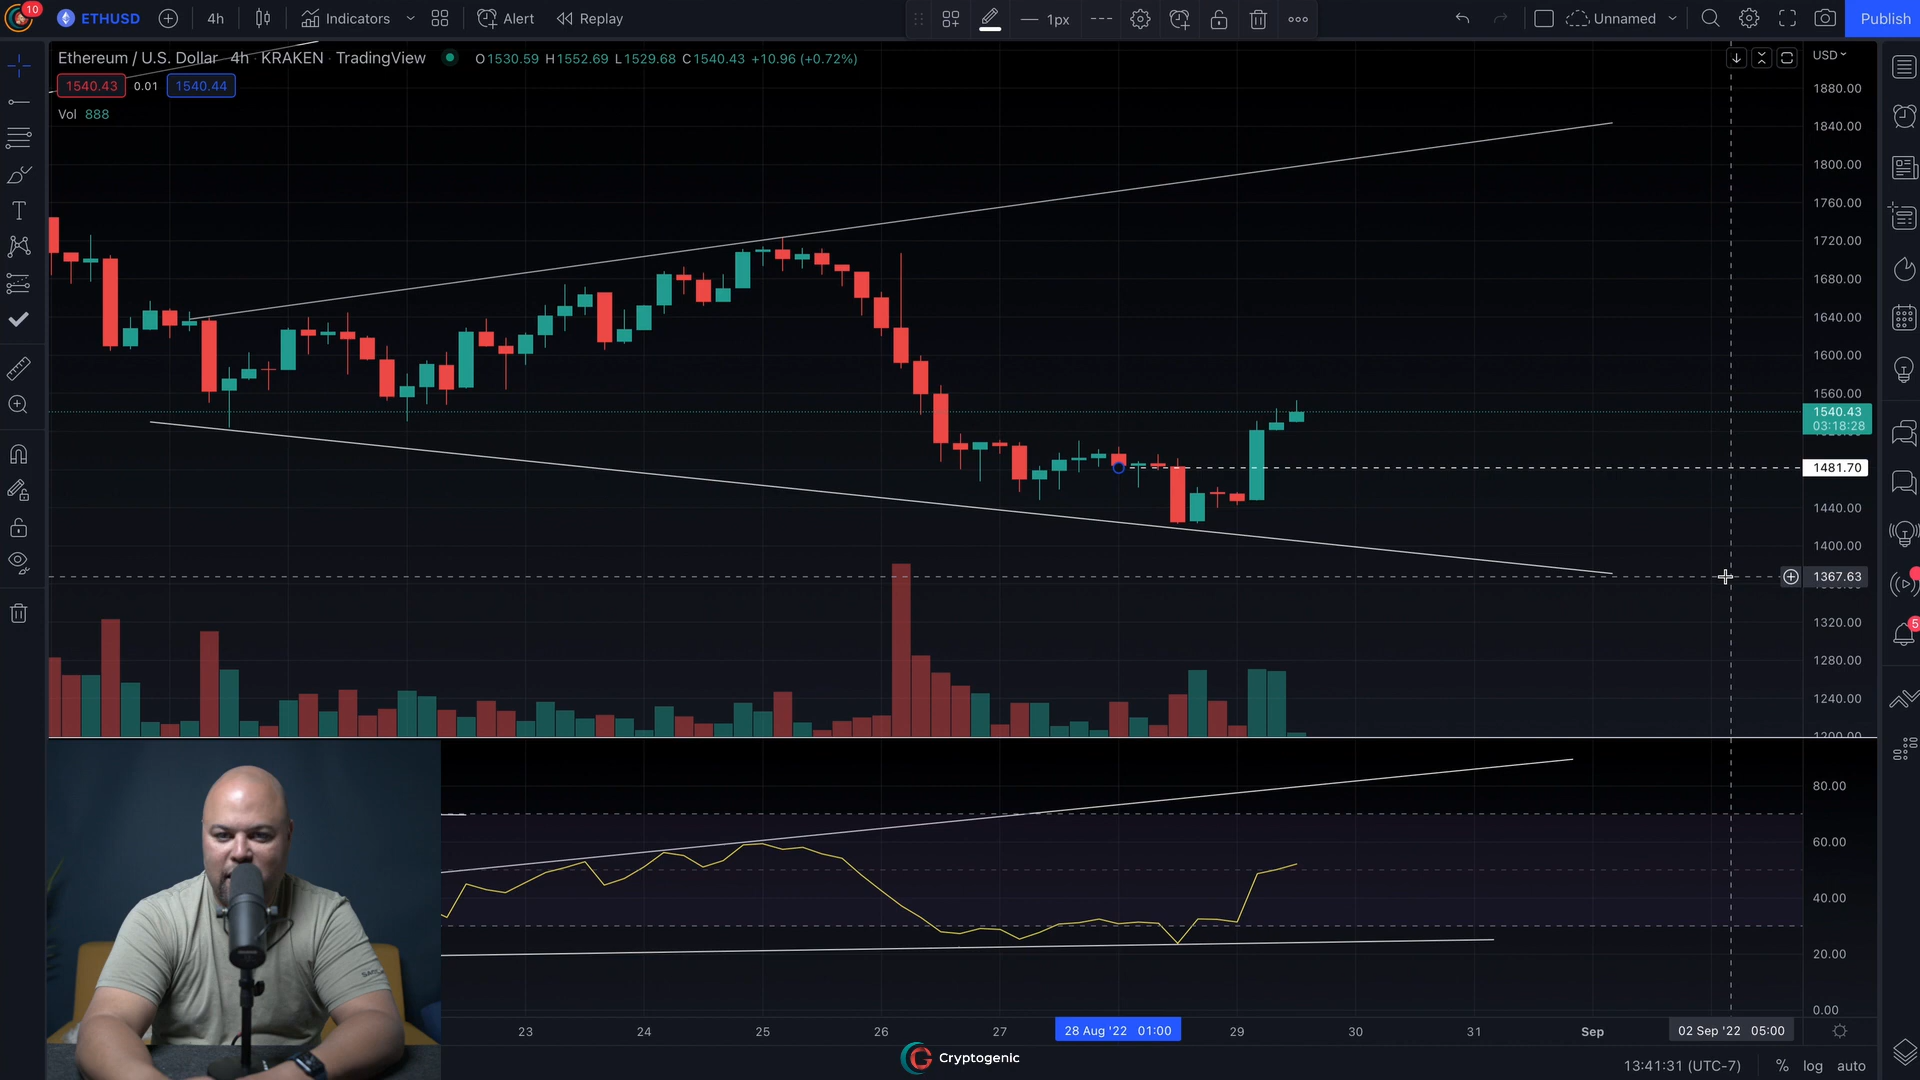 10
ETHUSD
4h
Indicators
Alert
Replay
1px
Unnamed
Publish
Ethereum / U.S. Dollar · 4h · KRAKEN · TradingView
O1530.59 H1552.69 L1529.68 C1540.43 +10.96 (+0.72%)
USD
1540.43
0.01
1540.44
Vol 888
1880.00
1840.00
1800.00
1760.00
1720.00
1680.00
1640.00
1600.00
1560.00
1540.43
03:18:28
1481.70
1440.00
1400.00
1367.63
1320.00
1280.00
1240.00
1200.00
5
80.00
60.00
40.00
20.00
0.00
23
24
25
26
27
28 Aug '22 01:00
29
30
31
Sep
02 Sep '22 05:00
Cryptogenic
13:41:31 (UTC-7)
%
log
auto